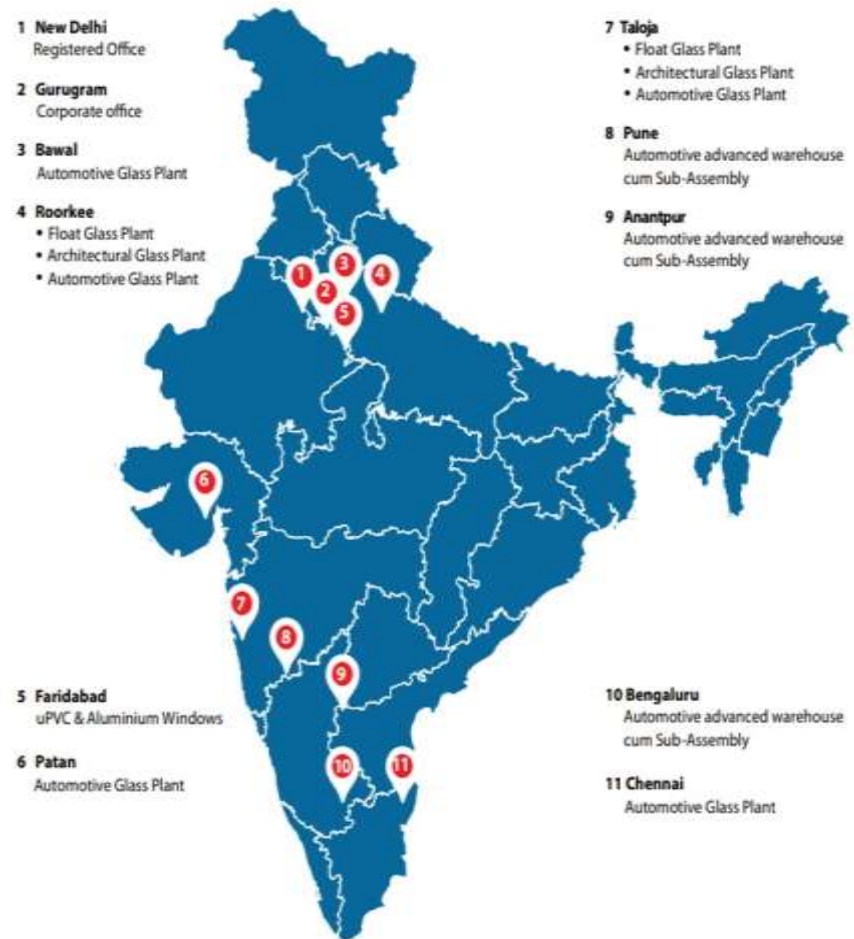 1 New Delhi
Registered Office
2 Gurugram
Corporate office
3 Bawal
Automotive Glass Plant
4 Roorkee
• Float Glass Plant
• Architectural Glass Plant
• Automotive Glass Plant
5 Faridabad
uPVC & Aluminium Windows
6 Patan
Automotive Glass Plant
7 Taloja
• Float Glass Plant
• Architectural Glass Plant
• Automotive Glass Plant
8 Pune
Automotive advanced warehouse
cum Sub-Assembly
9 Anantpur
Automotive advanced warehouse
cum Sub-Assembly
10 Bengaluru
Automotive advanced warehouse
cum Sub-Assembly
11 Chennai
Automotive Glass Plant
1
2
3
4
5
6
7
8
9
10
11